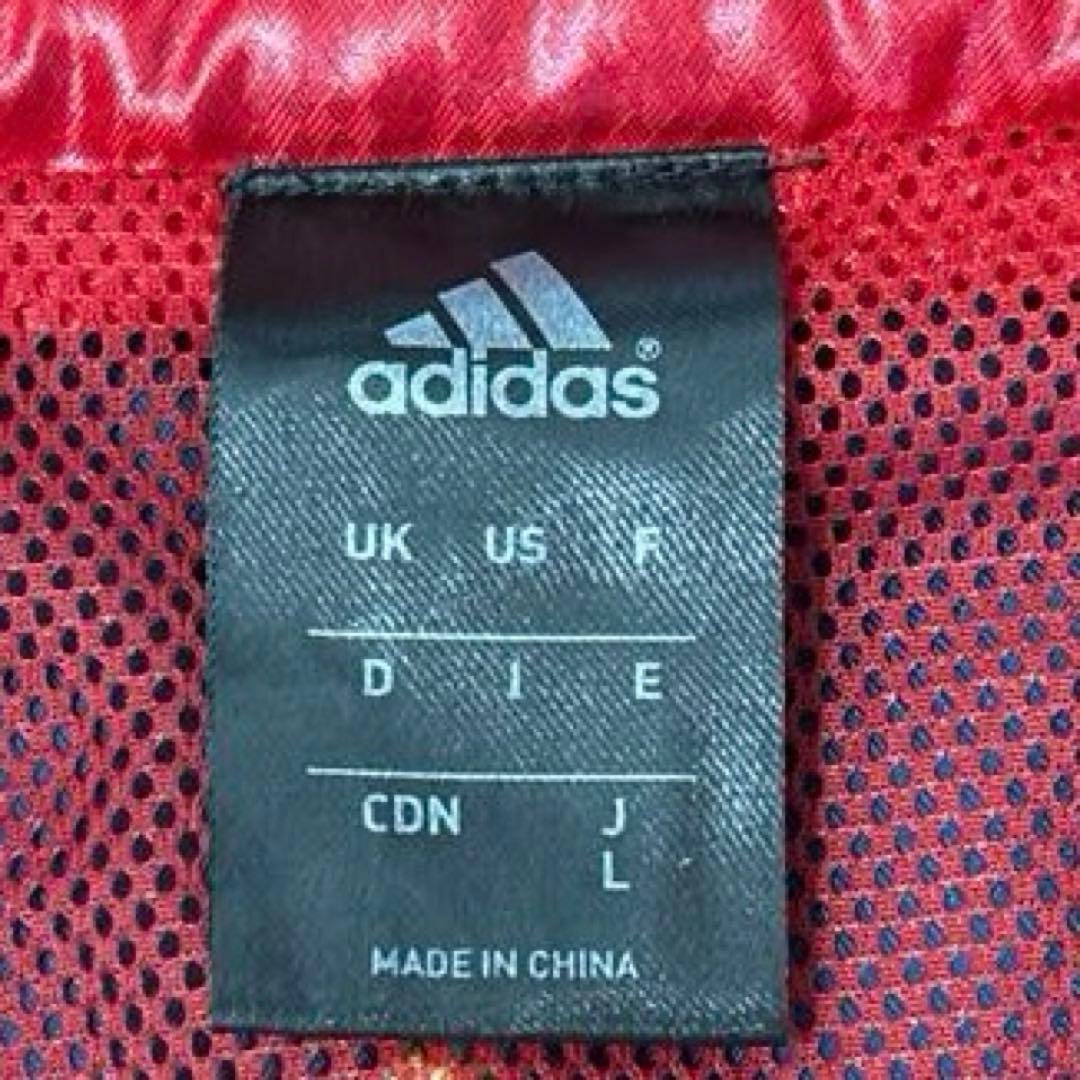 adidas®
UK US F
D I E
CDN J
L
MADE IN CHINA